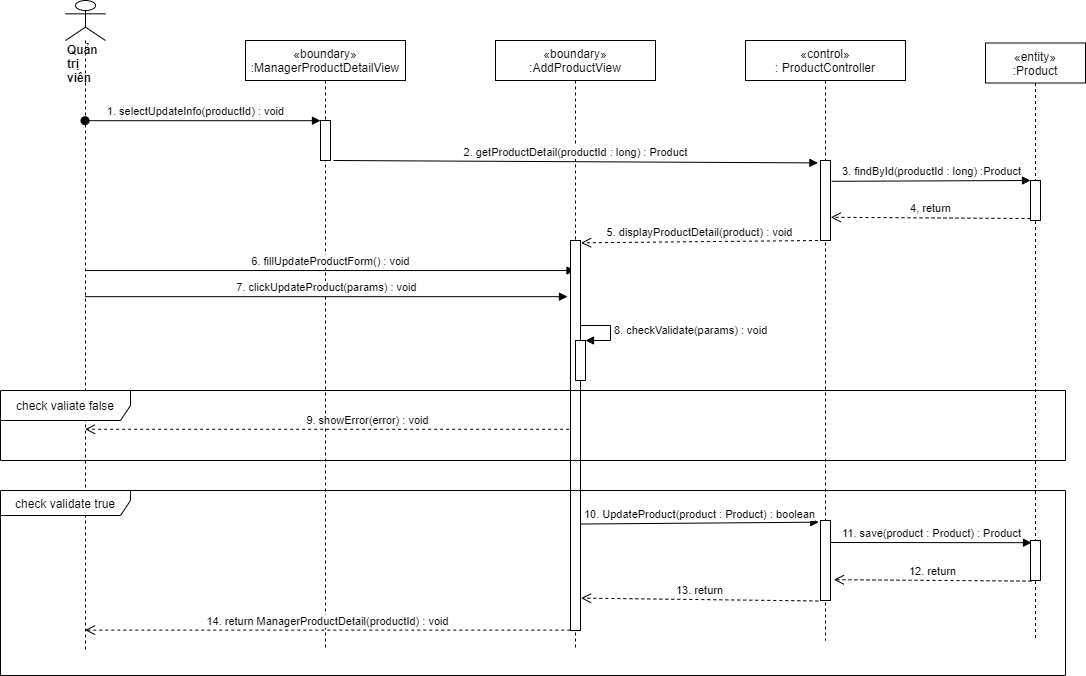 Quản
trị
viên
«boundary»
:ManagerProductDetailView
«boundary»
:AddProductView
«control»
: ProductController
«entity»
:Product
1. selectUpdateInfo(productId) : void
2. getProductDetail(productId : long) : Product
3. findById(productId : long) :Product
4, return
5. displayProductDetail(product) : void
6. fillUpdateProductForm() : void
7. clickUpdateProduct(params) : void
8. checkValidate(params) : void
check valiate false
9. showError(error) : void
check validate true
10. UpdateProduct(product : Product) : boolean
11. save(product : Product) : Product
12. return
13. return
14. return ManagerProductDetail(productId) : void